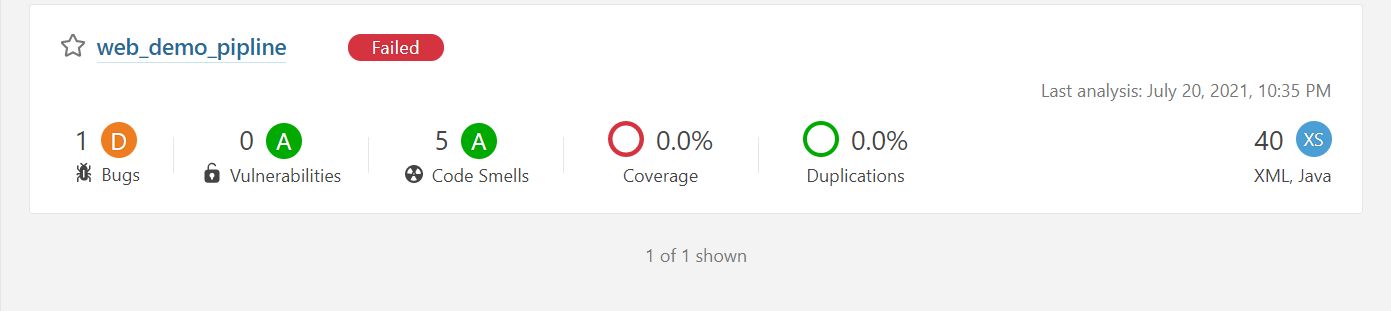 web_demo_pipline Failed
Last analysis: July 20, 2021, 10:35 PM
1 D 0 A 5 A 0.0% 0.0% 40 XS
Bugs Vulnerabilities Code Smells Coverage Duplications XML, Java
1 of 1 shown